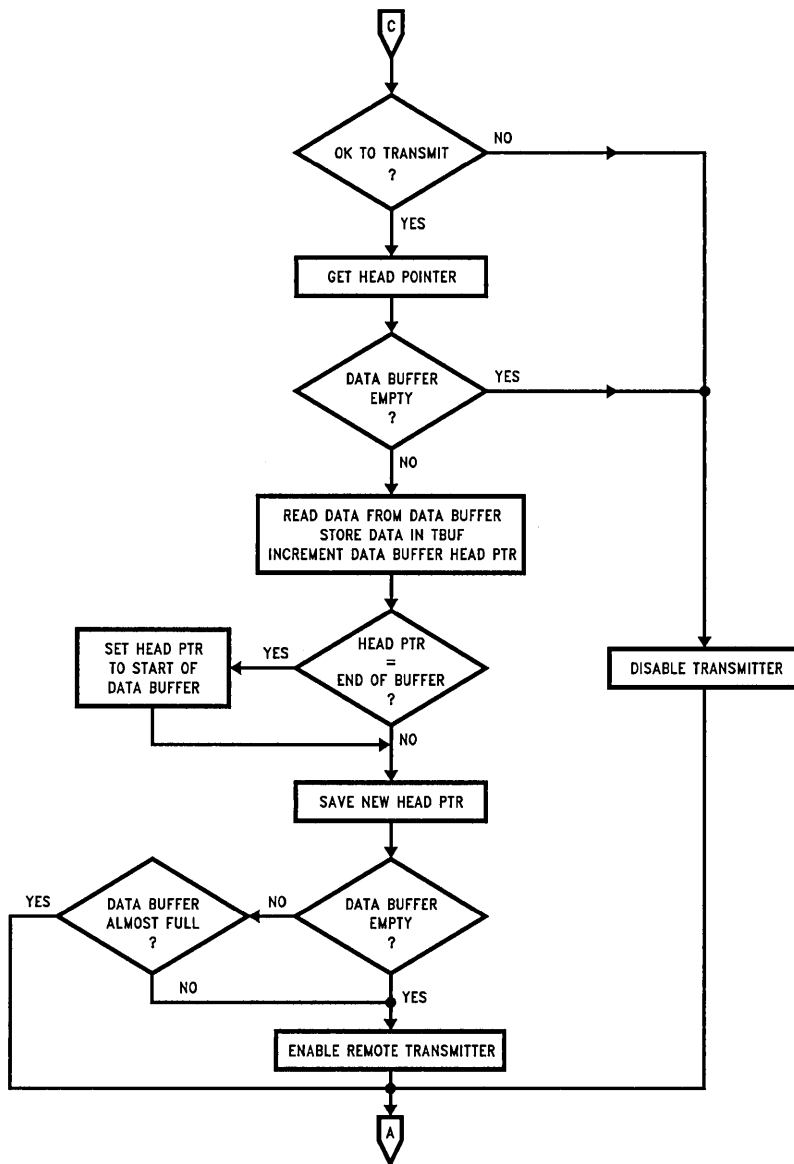 C
OK TO TRANSMIT
?
NO
YES
GET HEAD POINTER
DATA BUFFER
EMPTY
?
YES
NO
READ DATA FROM DATA BUFFER
STORE DATA IN TBUF
INCREMENT DATA BUFFER HEAD PTR
HEAD PTR
=
END OF BUFFER
?
YES
SET HEAD PTR
TO START OF
DATA BUFFER
DISABLE TRANSMITTER
NO
SAVE NEW HEAD PTR
DATA BUFFER
EMPTY
?
NO
DATA BUFFER
ALMOST FULL
?
YES
NO
YES
ENABLE REMOTE TRANSMITTER
A